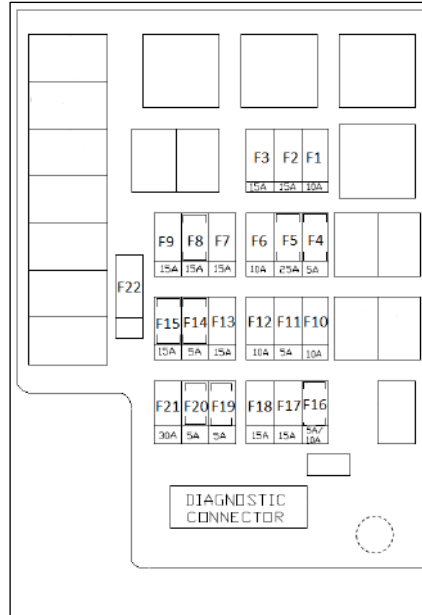 F3 F2 F1
15A 15A 10A
F9 F8 F7 F6 F5 F4
15A 15A 15A 10A 25A 5A
F22
F15 F14 F13 F12 F11 F10
15A 5A 15A 10A 5A 10A
F21 F20 F19 F18 F17 F16
30A 5A 5A 15A 15A 5A/
10A
DIAGNOSTIC
CONNECTOR